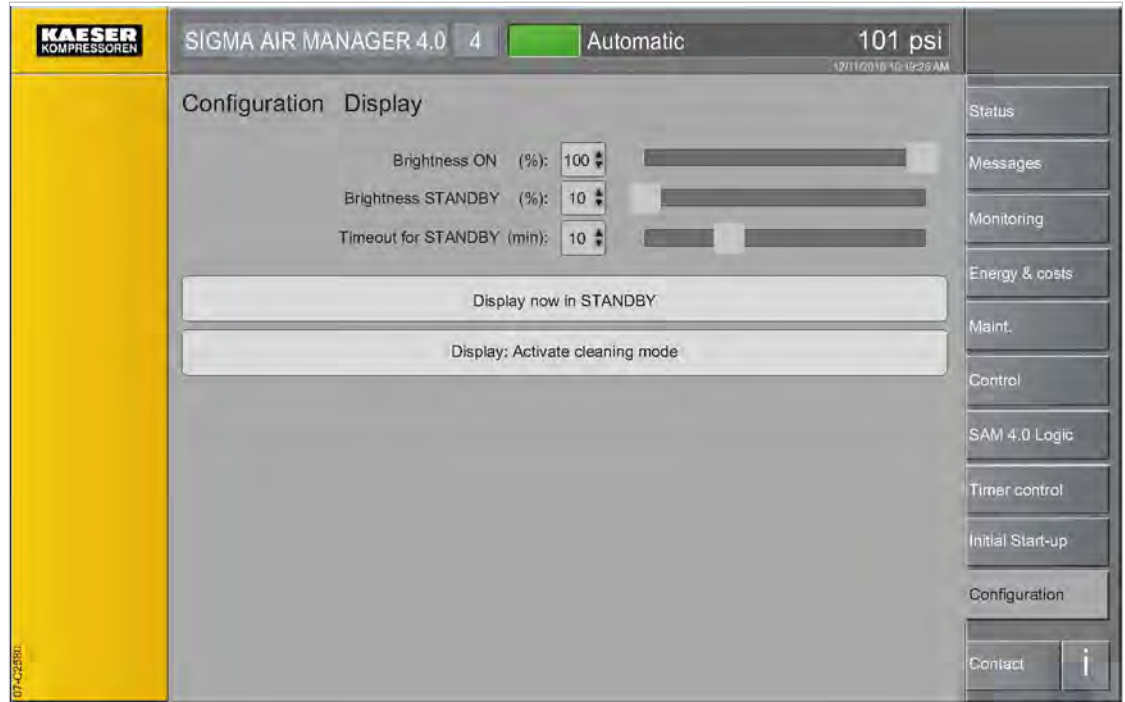 KAESER
KOMPRESSOREN
SIGMA AIR MANAGER 4.0 4 Automatic 101 psi
Configuration Display
Brightness ON (%): 100
Brightness STANDBY (%): 10
Timeout for STANDBY (min): 10
Display now in STANDBY
Display: Activate cleaning mode
Status
Messages
Monitoring
Energy & costs
Maint.
Control
SAM 4.0 Logic
Timer control
Initial Start-up
Configuration
Contact i